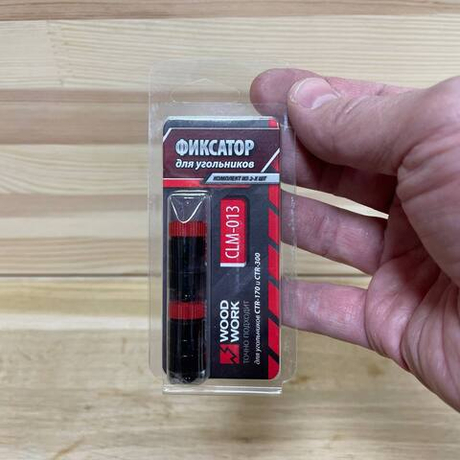 ФИКСАТОР
для угольников
КОМПЛЕКТ ИЗ 2-Х ШТ
CLM-013
WOOD
WORK
ТОЧНО ПОДХОДИТ
для угольников CTR-170 и CTR-300